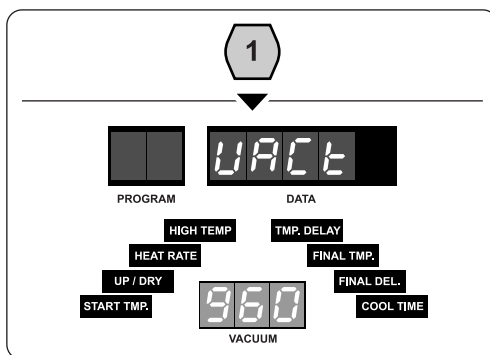 1
VACt
PROGRAM DATA
HIGH TEMP TMP. DELAY
HEAT RATE FINAL TMP.
UP / DRY FINAL DEL.
START TMP. 960 COOL TIME
VACUUM